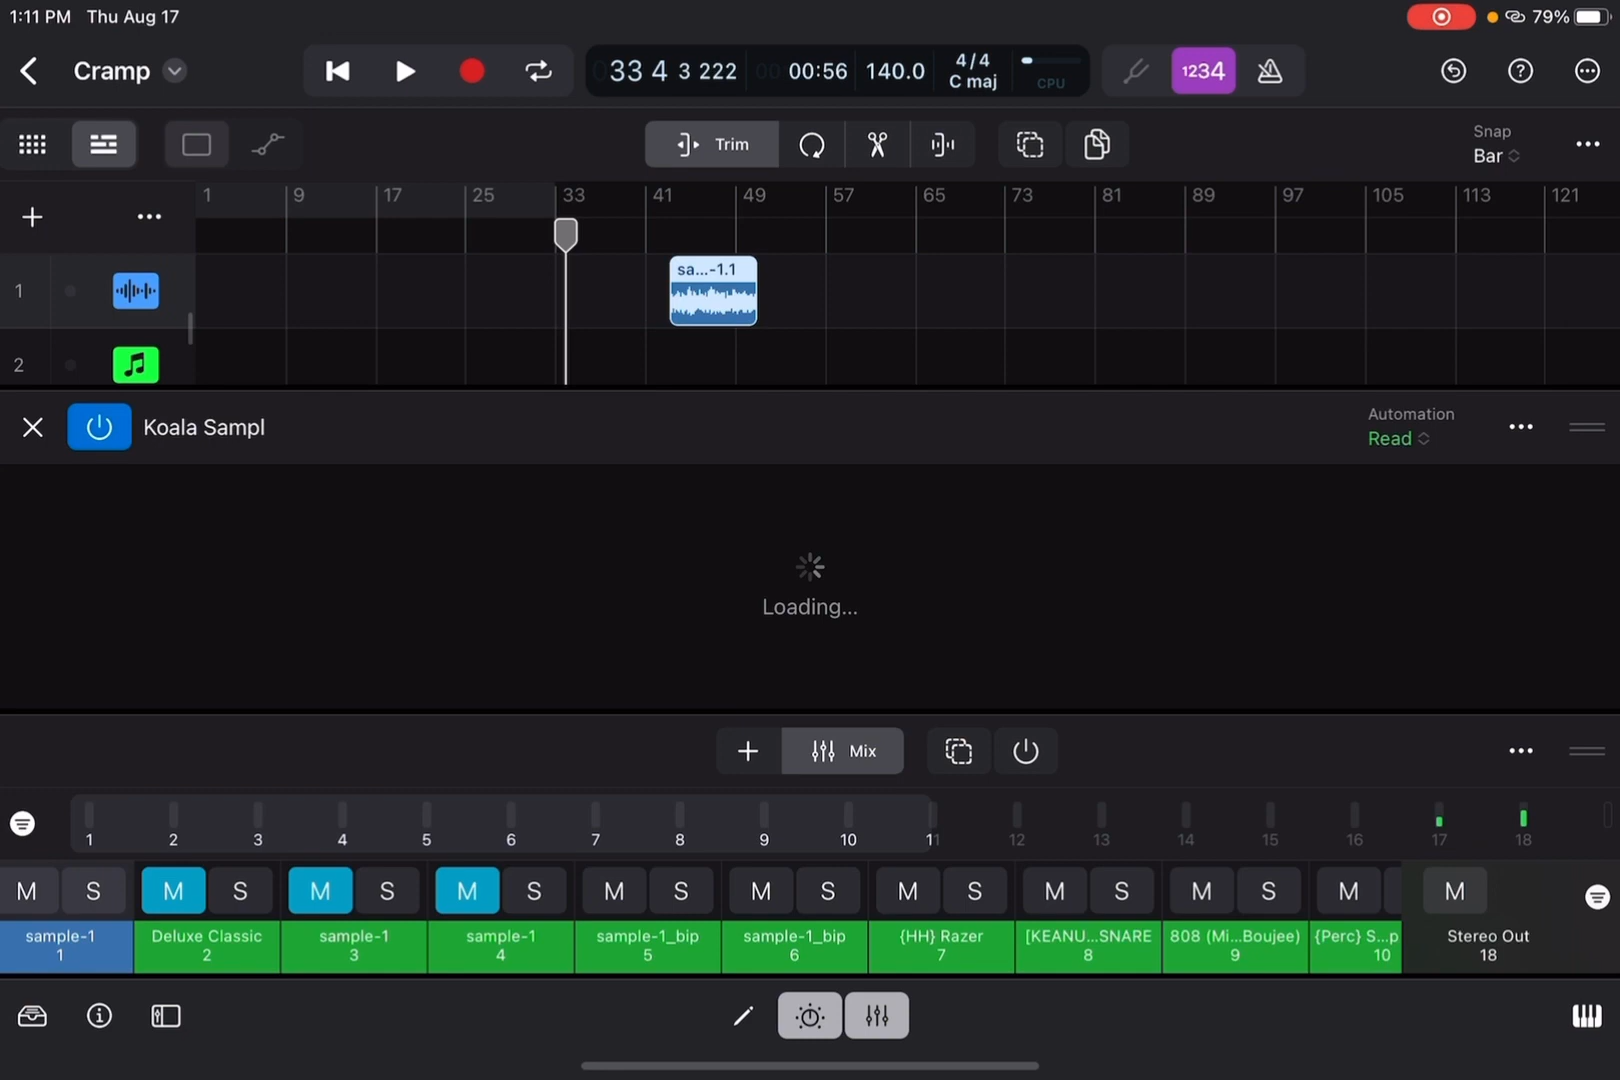 1:11 PM Thu Aug 17
79%
Cramp
33 4 3 222
00:56
140.0
4/4
C maj
CPU
1234
Trim
Snap
Bar
1 9 17 25 33 41 49 57 65 73 81 89 97 105 113 121
1
sa...-1.1
2
Koala Sampl
Automation
Read
Loading...
Mix
1 2 3 4 5 6 7 8 9 10 11 12 13 14 15 16 17 18
M S M S M S M S M S M S M S M S M S M M
sample-1
1
Deluxe Classic
2
sample-1
3
sample-1
4
sample-1_bip
5
sample-1_bip
6
{HH} Razer
7
[KEANU...SNARE
8
808 (Mi...Boujee)
9
{Perc} S...p
10
Stereo Out
18